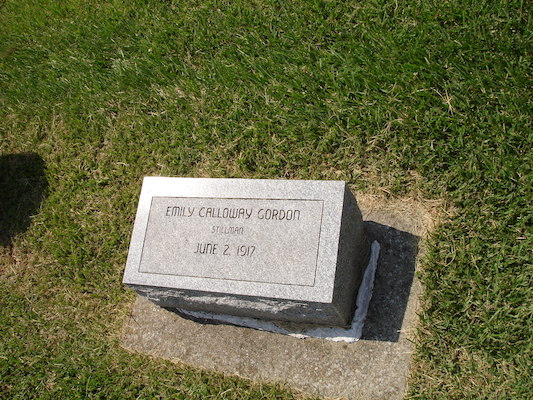 EMILY CALLOWAY GORDON
STILLMAN
JUNE 2, 1917